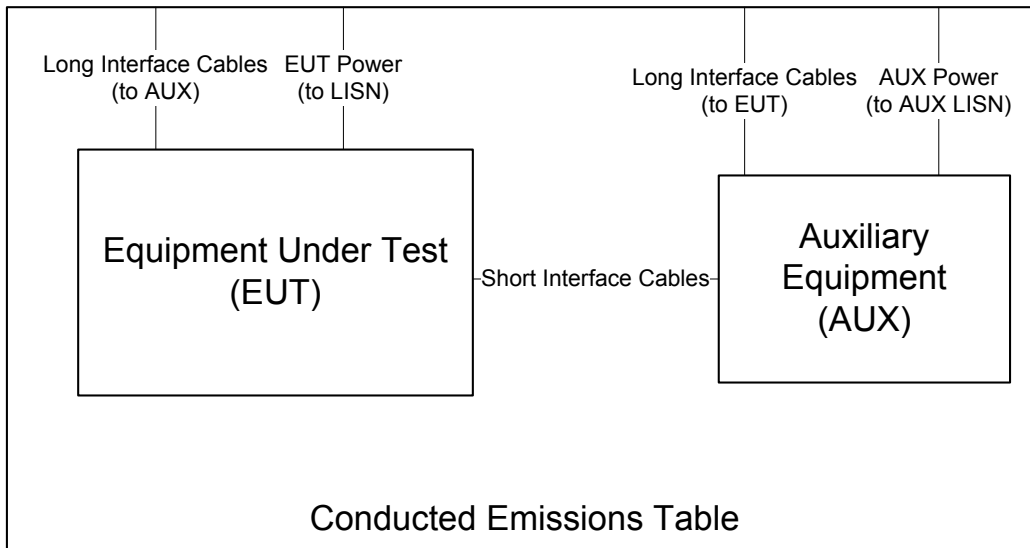 Long Interface Cables
(to AUX)
EUT Power
(to LISN)
Long Interface Cables
(to EUT)
AUX Power
(to AUX LISN)
Equipment Under Test
(EUT)
Short Interface Cables
Auxiliary
Equipment
(AUX)
Conducted Emissions Table